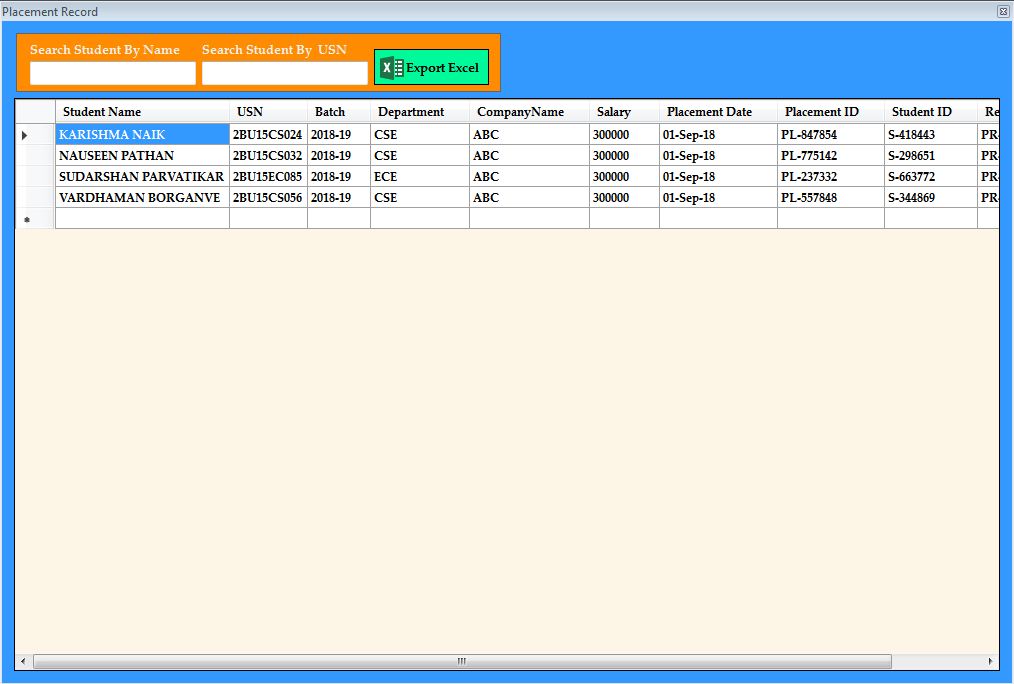 Placement Record
Search Student By Name Search Student By USN
Export Excel
Student Name USN Batch Department CompanyName Salary Placement Date Placement ID Student ID Re
KARISHMA NAIK 2BU15CS024 2018-19 CSE ABC 300000 01-Sep-18 PL-847854 S-418443 PR-
NAUSEEN PATHAN 2BU15CS032 2018-19 CSE ABC 300000 01-Sep-18 PL-775142 S-298651 PR-
SUDARSHAN PARVATIKAR 2BU15EC085 2018-19 ECE ABC 300000 01-Sep-18 PL-237332 S-663772 PR-
VARDHAMAN BORGANVE 2BU15CS056 2018-19 CSE ABC 300000 01-Sep-18 PL-557848 S-344869 PR-